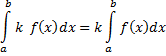 ∫ₐᵇ k f(x)dx = k ∫ₐᵇ f(x)dx